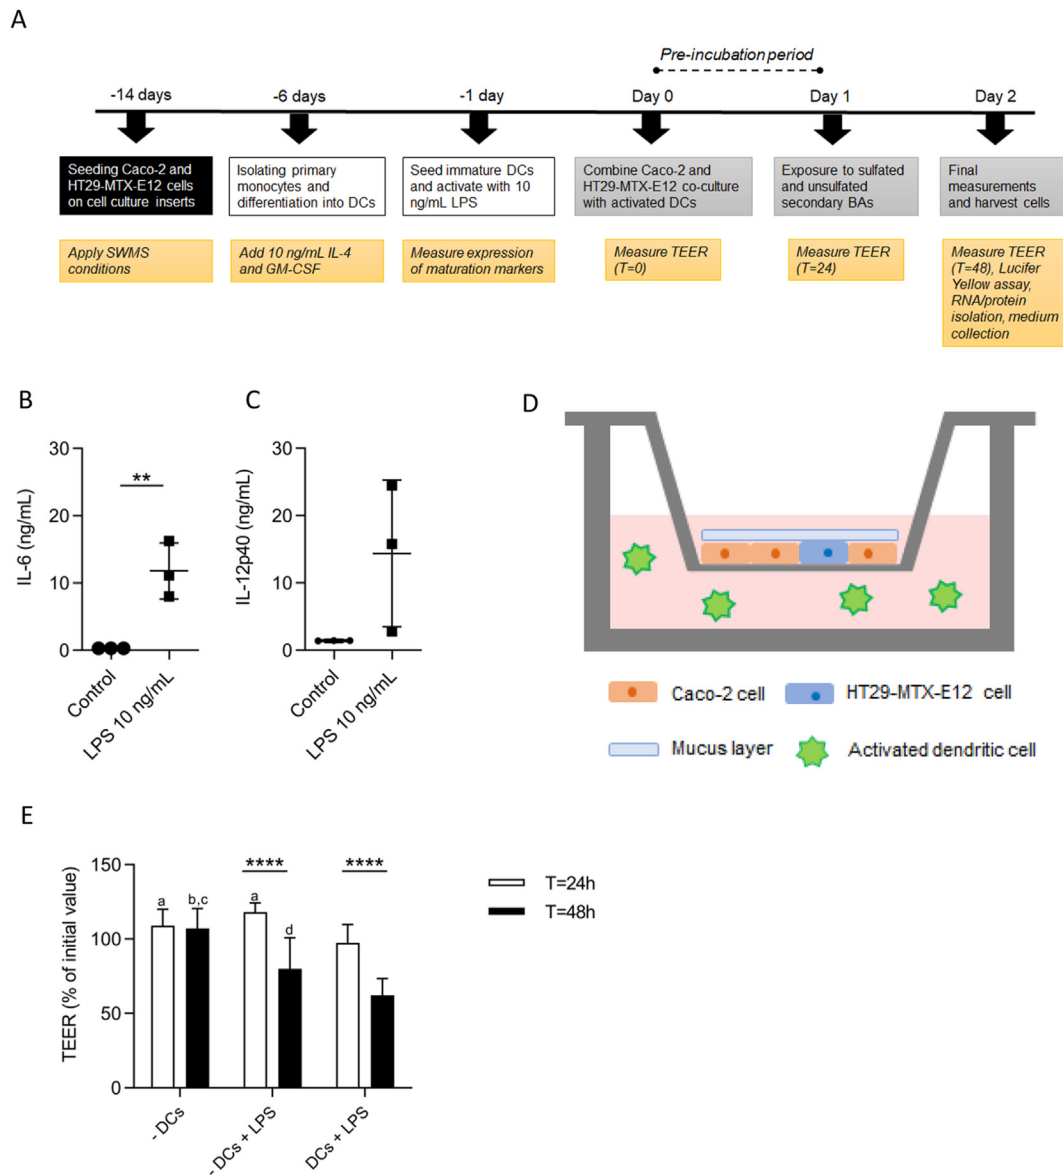 A
Pre-incubation period
-14 days
-6 days
-1 day
Day 0
Day 1
Day 2
Seeding Caco-2 and
HT29-MTX-E12 cells
on cell culture inserts
Isolating primary
monocytes and
differentiation into DCs
Seed immature DCs
and activate with 10
ng/mL LPS
Combine Caco-2 and
HT29-MTX-E12 co-culture
with activated DCs
Exposure to sulfated
and unsulfated
secondary BAs
Final
measurements
and harvest cells
Apply SWMS
conditions
Add 10 ng/mL IL-4
and GM-CSF
Measure expression
of maturation markers
Measure TEER
(T=0)
Measure TEER
(T=24)
Measure TEER
(T=48), Lucifer
Yellow assay,
RNA/protein
isolation, medium
collection
B
IL-6 (ng/mL)
30
20
10
0
**
Control
LPS 10 ng/mL
C
IL-12p40 (ng/mL)
30
20
10
0
Control
LPS 10 ng/mL
D
Caco-2 cell
HT29-MTX-E12 cell
Mucus layer
Activated dendritic cell
E
TEER (% of initial value)
150
100
50
0
a
b,c
****
a
d
****
- DCs
- DCs + LPS
DCs + LPS
T=24h
T=48h